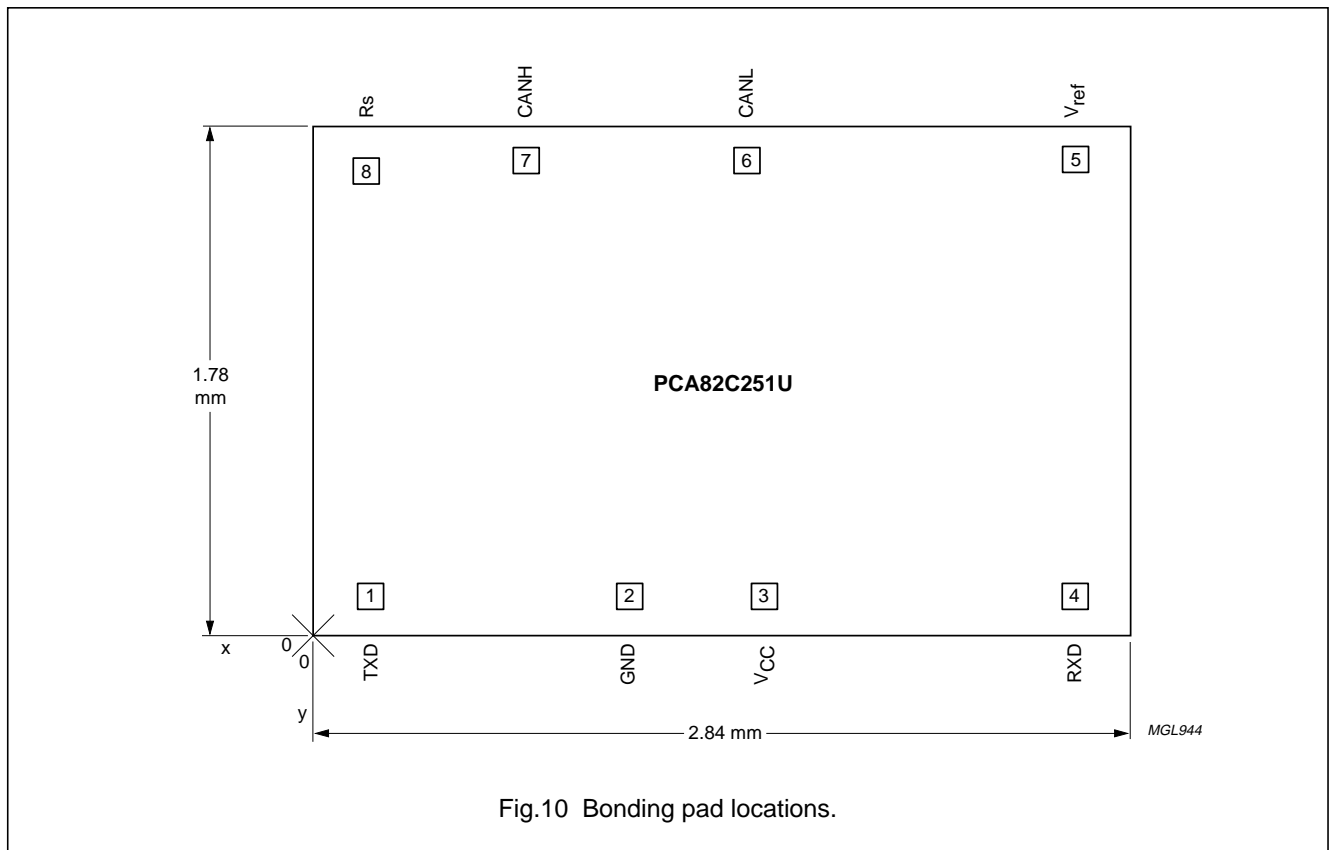 Rs
CANH
CANL
Vref
8
7
6
5
1.78
mm
PCA82C251U
1
2
3
4
x
0
0
TXD
GND
VCC
RXD
y
2.84 mm
MGL944
Fig.10 Bonding pad locations.